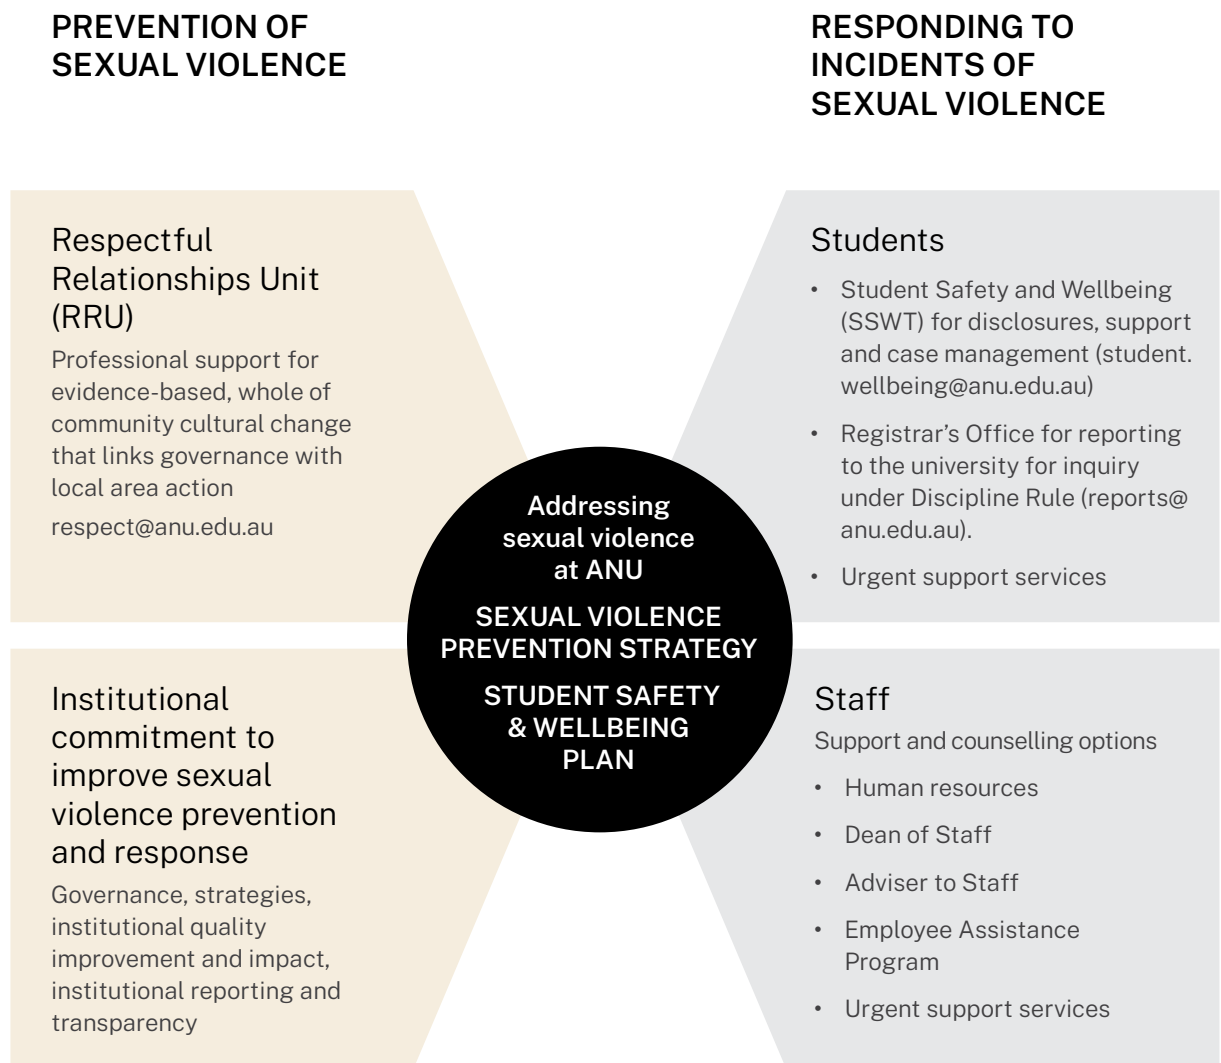 PREVENTION OF
SEXUAL VIOLENCE
RESPONDING TO
INCIDENTS OF
SEXUAL VIOLENCE
Respectful
Relationships Unit
(RRU)
Professional support for
evidence-based, whole of
community cultural change
that links governance with
local area action
respect@anu.edu.au
Institutional
commitment to
improve sexual
violence prevention
and response
Governance, strategies,
institutional quality
improvement and impact,
institutional reporting and
transparency
Addressing
sexual violence
at ANU
SEXUAL VIOLENCE
PREVENTION STRATEGY
STUDENT SAFETY
& WELLBEING
PLAN
Students
• Student Safety and Wellbeing
(SSWT) for disclosures, support
and case management (student.
wellbeing@anu.edu.au)
• Registrar’s Office for reporting
to the university for inquiry
under Discipline Rule (reports@
anu.edu.au).
• Urgent support services
Staff
Support and counselling options
• Human resources
• Dean of Staff
• Adviser to Staff
• Employee Assistance
Program
• Urgent support services